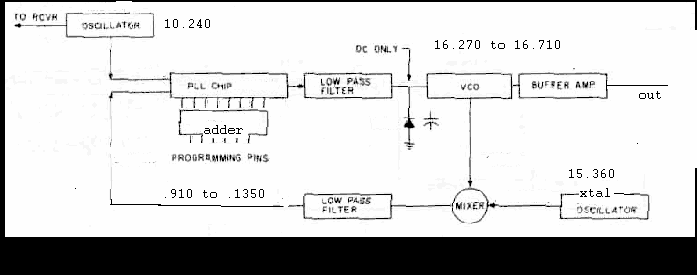 TO RCVR
OSCILLATOR
10.240
DC ONLY
16.270 to 16.710
PLL CHIP
LOW PASS
FILTER
VCO
BUFFER AMP
out
adder
PROGRAMMING PINS
15.360
.910 to .1350
LOW PASS
FILTER
MIXER
xtal
OSCILLATOR